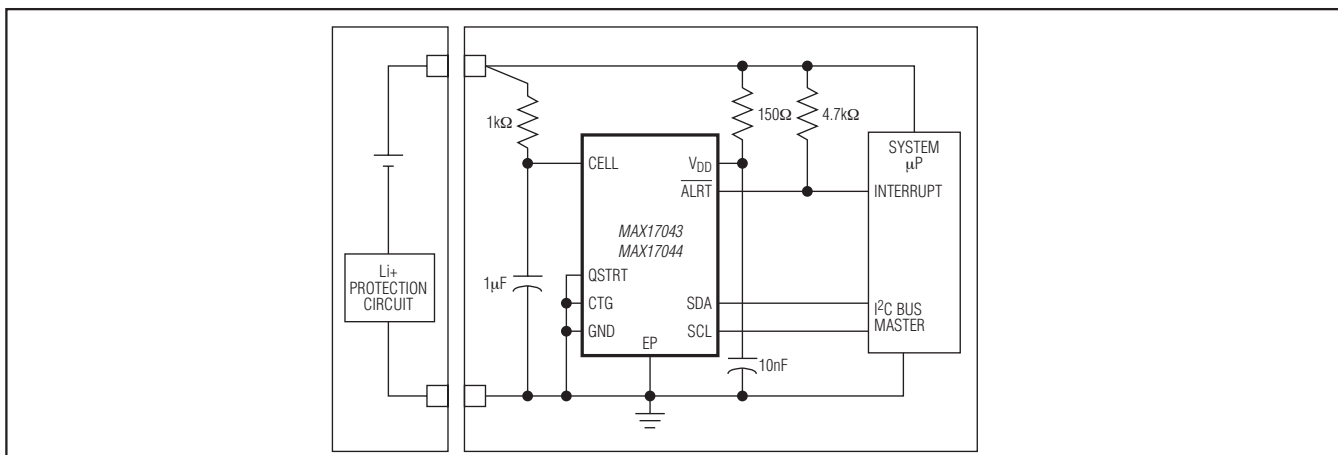 1kΩ
150Ω
4.7kΩ
SYSTEM
μP
CELL
VDD
ALRT
INTERRUPT
MAX17043
MAX17044
Li+
PROTECTION
CIRCUIT
1μF
QSTRT
CTG
SDA
I²C BUS
MASTER
GND
SCL
EP
10nF